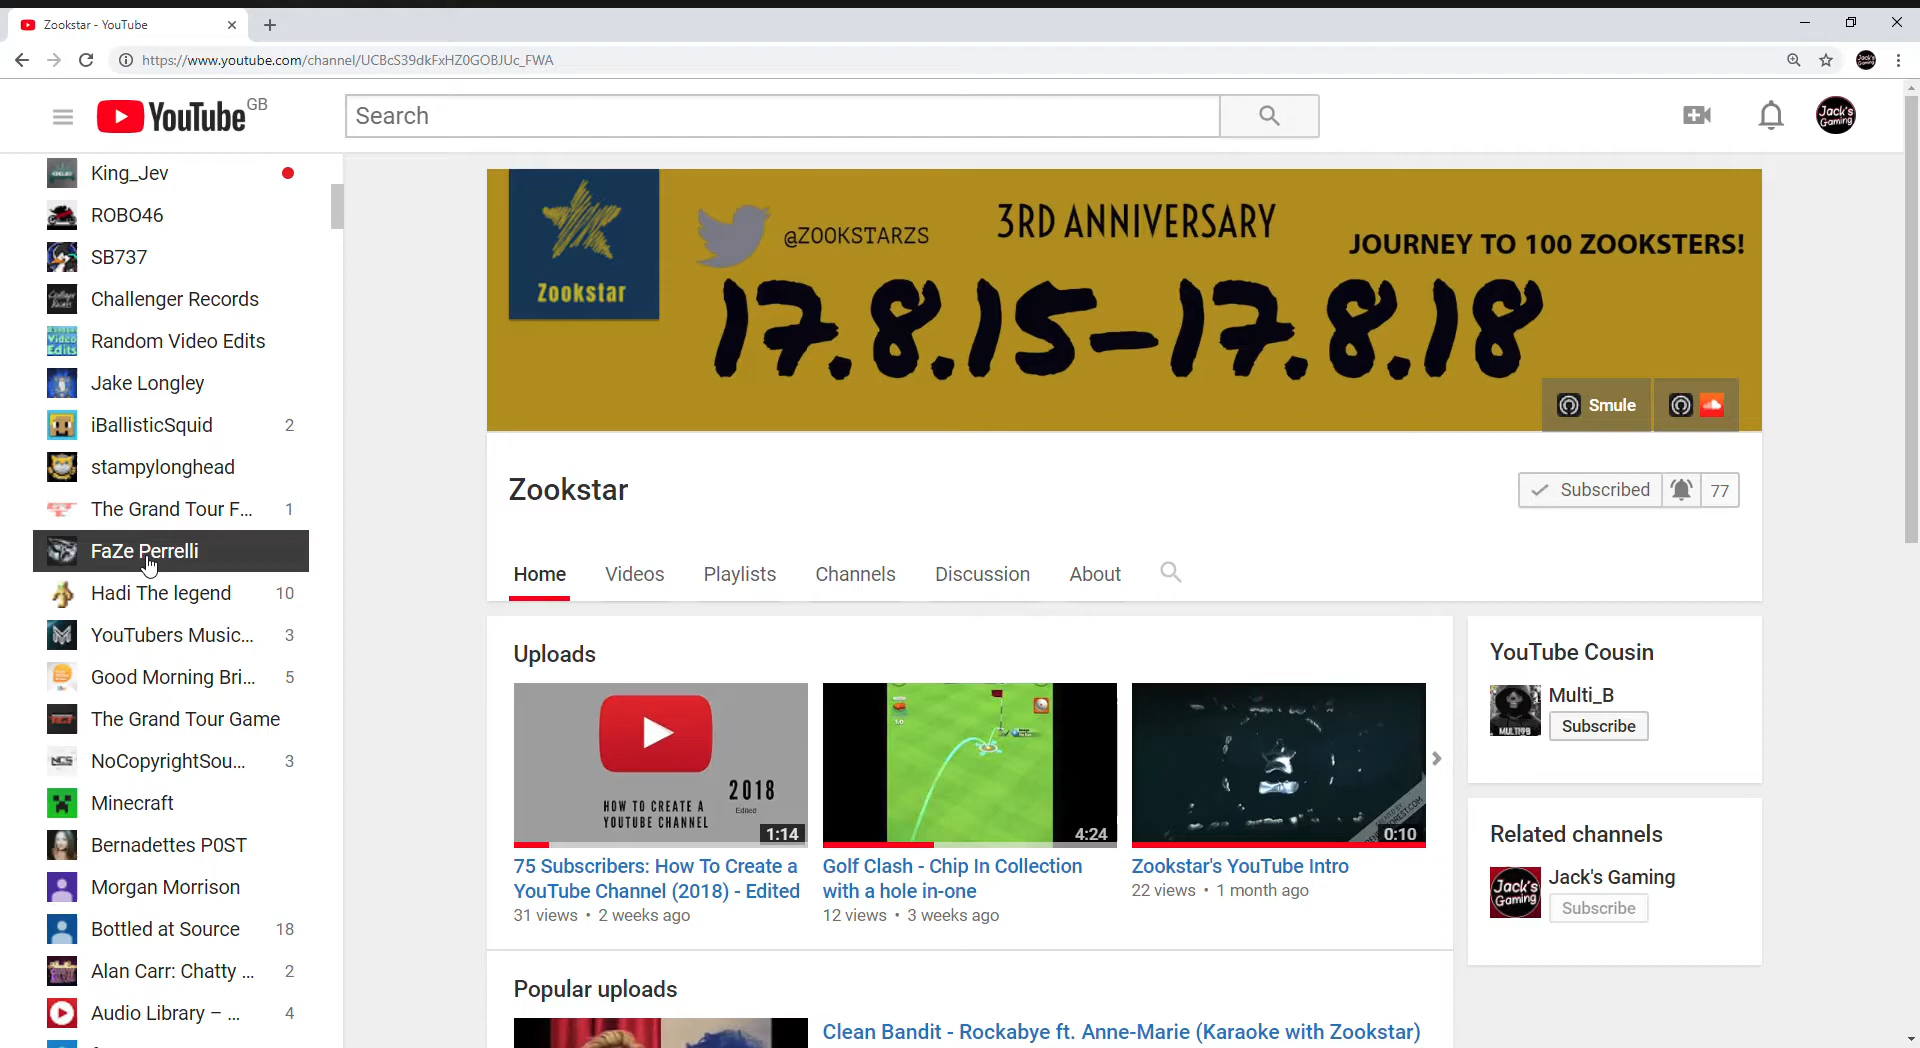 Zookstar - YouTube
https://www.youtube.com/channel/UCBcS39dkFxHZ0GOBJUc_FWA
YouTube GB
Search
Jack's Gaming
King_Jev
ROBO46
SB737
Challenger Records
Random Video Edits
Jake Longley
iBallisticSquid 2
stampylonghead
The Grand Tour F... 1
FaZe Perrelli
Hadi The legend 10
YouTubers Music... 3
Good Morning Bri... 5
The Grand Tour Game
NoCopyrightSou... 3
Minecraft
Bernadettes P0ST
Morgan Morrison
Bottled at Source 18
Alan Carr: Chatty ... 2
Audio Library – ... 4
Zookstar
@ZOOKSTARZS
3RD ANNIVERSARY
JOURNEY TO 100 ZOOKSTERS!
17.8.15-17.8.18
Smule
Zookstar
Subscribed 77
Home Videos Playlists Channels Discussion About
Uploads
HOW TO CREATE A
YOUTUBE CHANNEL
2018
Edited
1:14
4:24
0:10
75 Subscribers: How To Create a
YouTube Channel (2018) - Edited
31 views • 2 weeks ago
Golf Clash - Chip In Collection
with a hole in-one
12 views • 3 weeks ago
Zookstar's YouTube Intro
22 views • 1 month ago
Popular uploads
Clean Bandit - Rockabye ft. Anne-Marie (Karaoke with Zookstar)
YouTube Cousin
Multi_B
Subscribe
Related channels
Jack's Gaming
Jack's Gaming
Subscribe